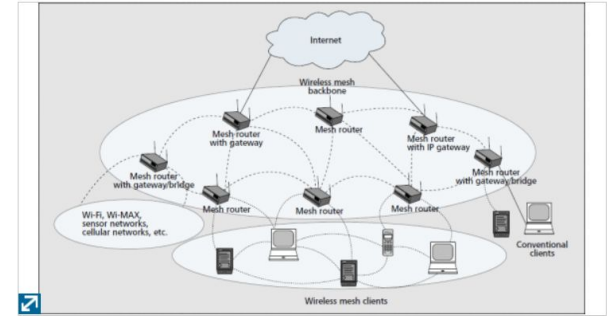 Internet
Wireless mesh
backbone
Mesh router
with gateway
Mesh router
Mesh router
with IP gateway
Mesh router
with gateway/bridge
Mesh router
with gateway/bridge
Mesh router
Mesh router
Mesh router
Wi-Fi, Wi-MAX,
sensor networks,
cellular networks, etc.
Conventional
clients
Wireless mesh clients